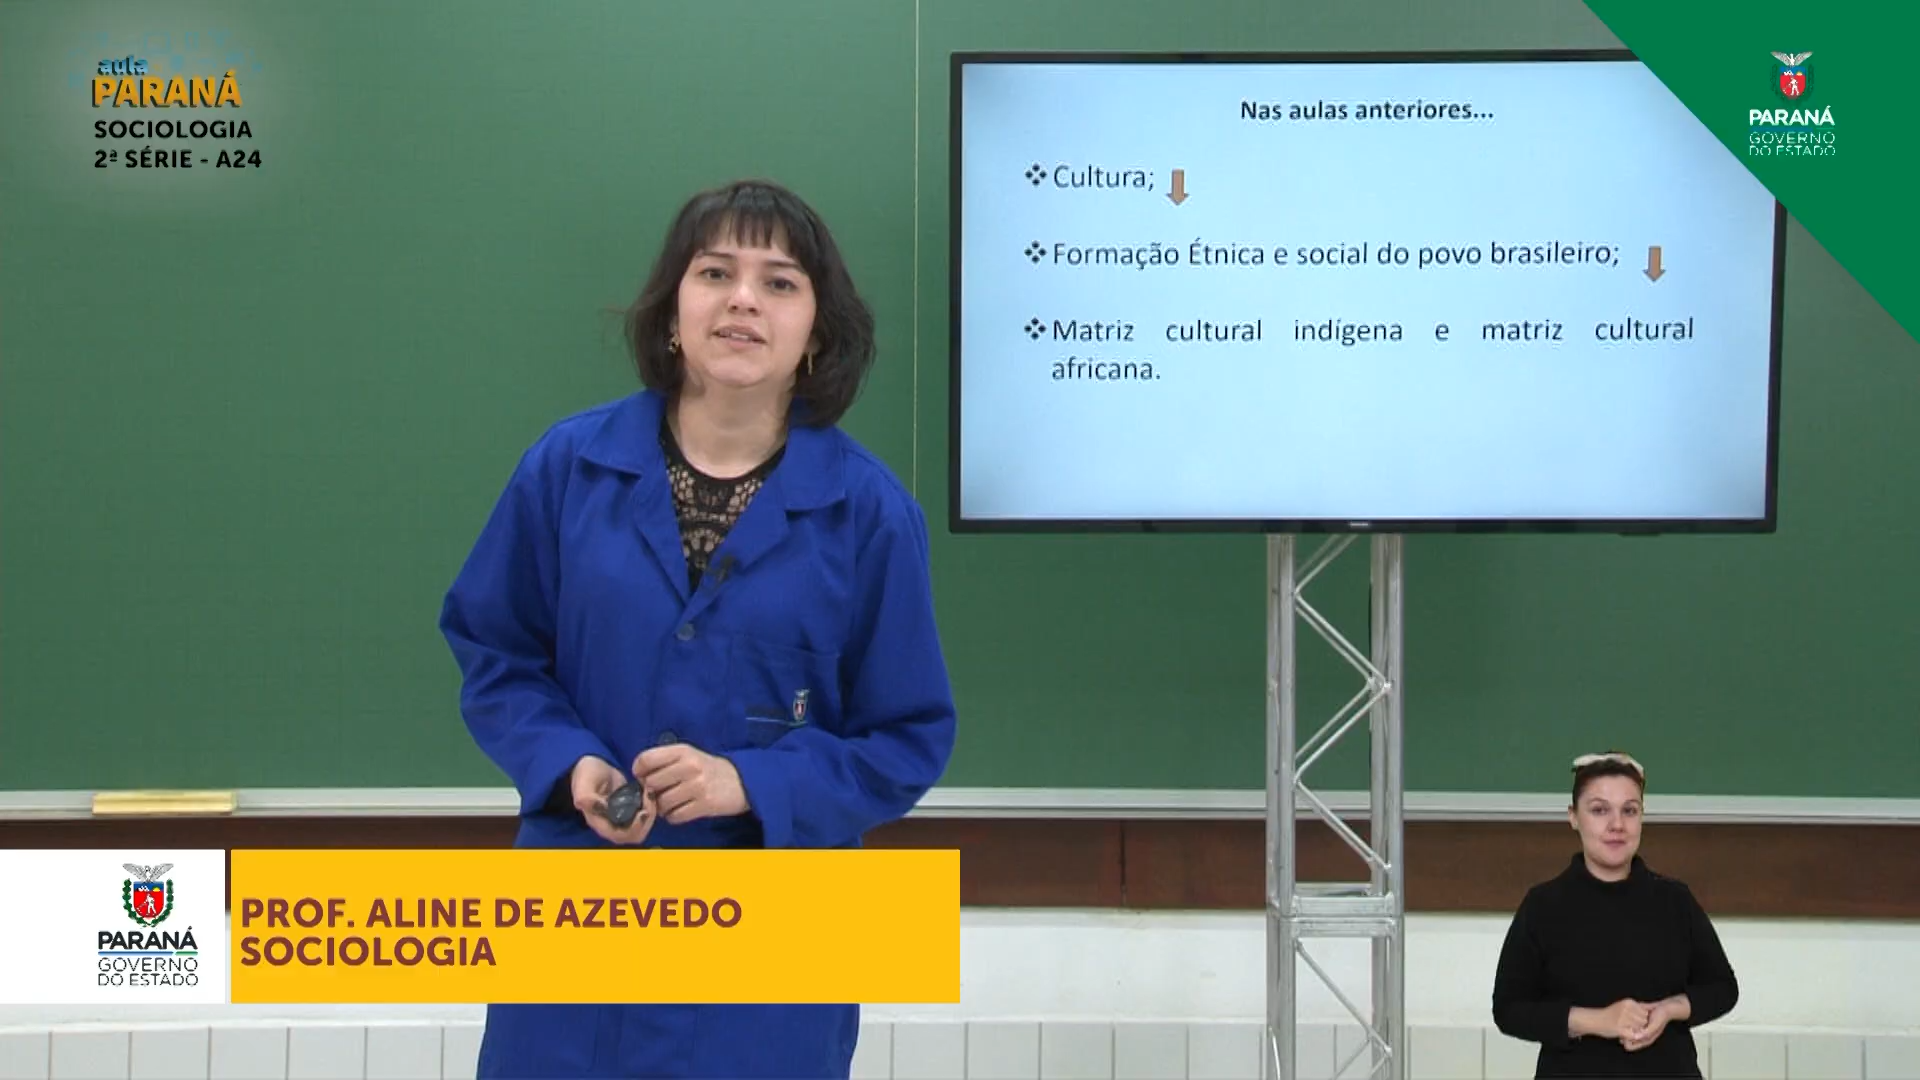 aula
PARANÁ
SOCIOLOGIA
2ª SÉRIE - A24
Nas aulas anteriores...
Cultura;
Formação Étnica e social do povo brasileiro;
Matriz cultural indígena e matriz cultural
africana.
PARANÁ
GOVERNO
DO ESTADO
PROF. ALINE DE AZEVEDO
SOCIOLOGIA
PARANÁ
GOVERNO
DO ESTADO